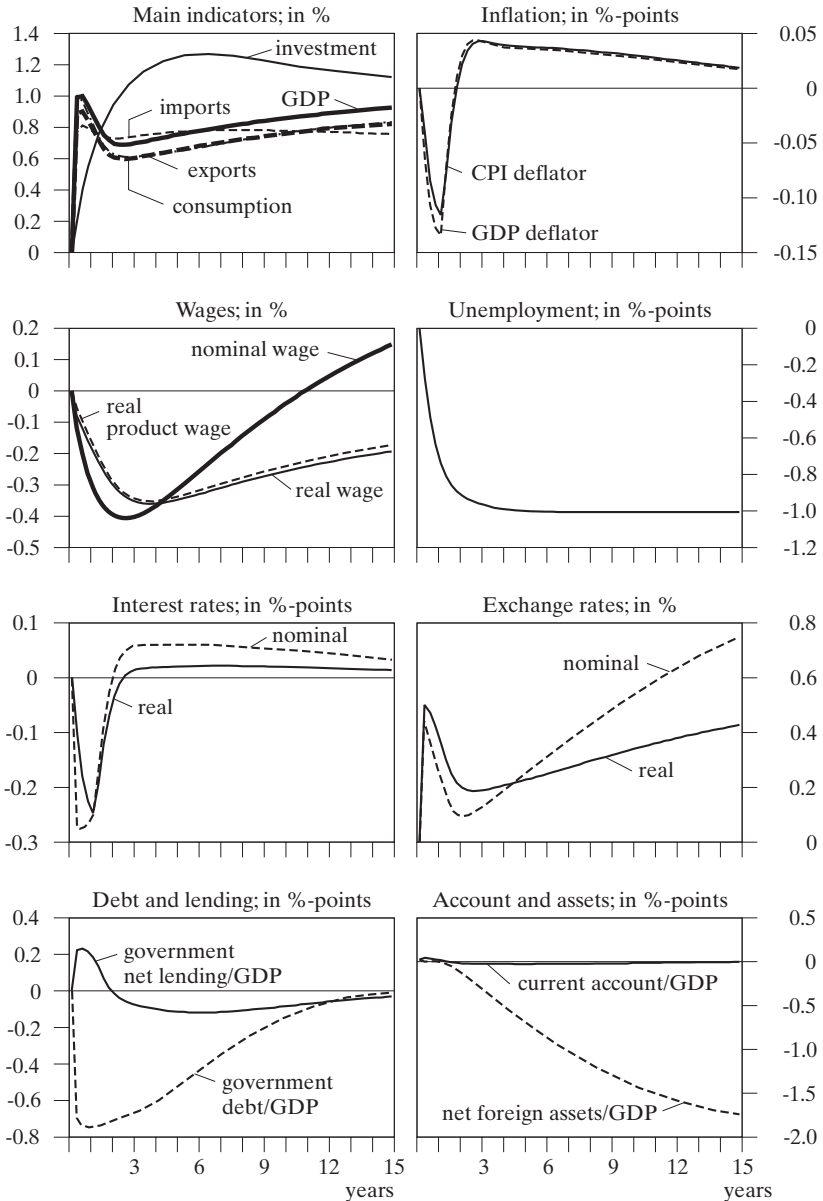 Main indicators; in %
1.4
1.2
1.0
0.8
0.6
0.4
0.2
0
investment
imports
GDP
exports
consumption
Inflation; in %-points
0.05
0
-0.05
-0.10
-0.15
CPI deflator
GDP deflator
Wages; in %
0.2
0.1
0
-0.1
-0.2
-0.3
-0.4
-0.5
nominal wage
real
product wage
real wage
Unemployment; in %-points
0
-0.2
-0.4
-0.6
-0.8
-1.0
-1.2
Interest rates; in %-points
0.1
0
-0.1
-0.2
-0.3
nominal
real
Exchange rates; in %
0.8
0.6
0.4
0.2
0
nominal
real
Debt and lending; in %-points
0.4
0.2
0
-0.2
-0.4
-0.6
-0.8
government
net lending/GDP
government
debt/GDP
3 6 9 12 15
years
Account and assets; in %-points
0.5
0
-0.5
-1.0
-1.5
-2.0
current account/GDP
net foreign assets/GDP
3 6 9 12 15
years